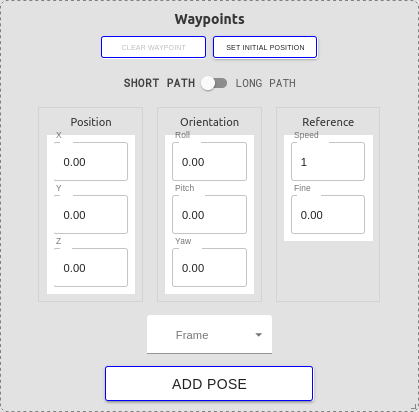 Waypoints
CLEAR WAYPOINT SET INITIAL POSITION
SHORT PATH LONG PATH
Position Orientation Reference
X Roll Speed
0.00 0.00 1
Y Pitch Fine
0.00 0.00 0.00
Z Yaw
0.00 0.00
Frame
ADD POSE